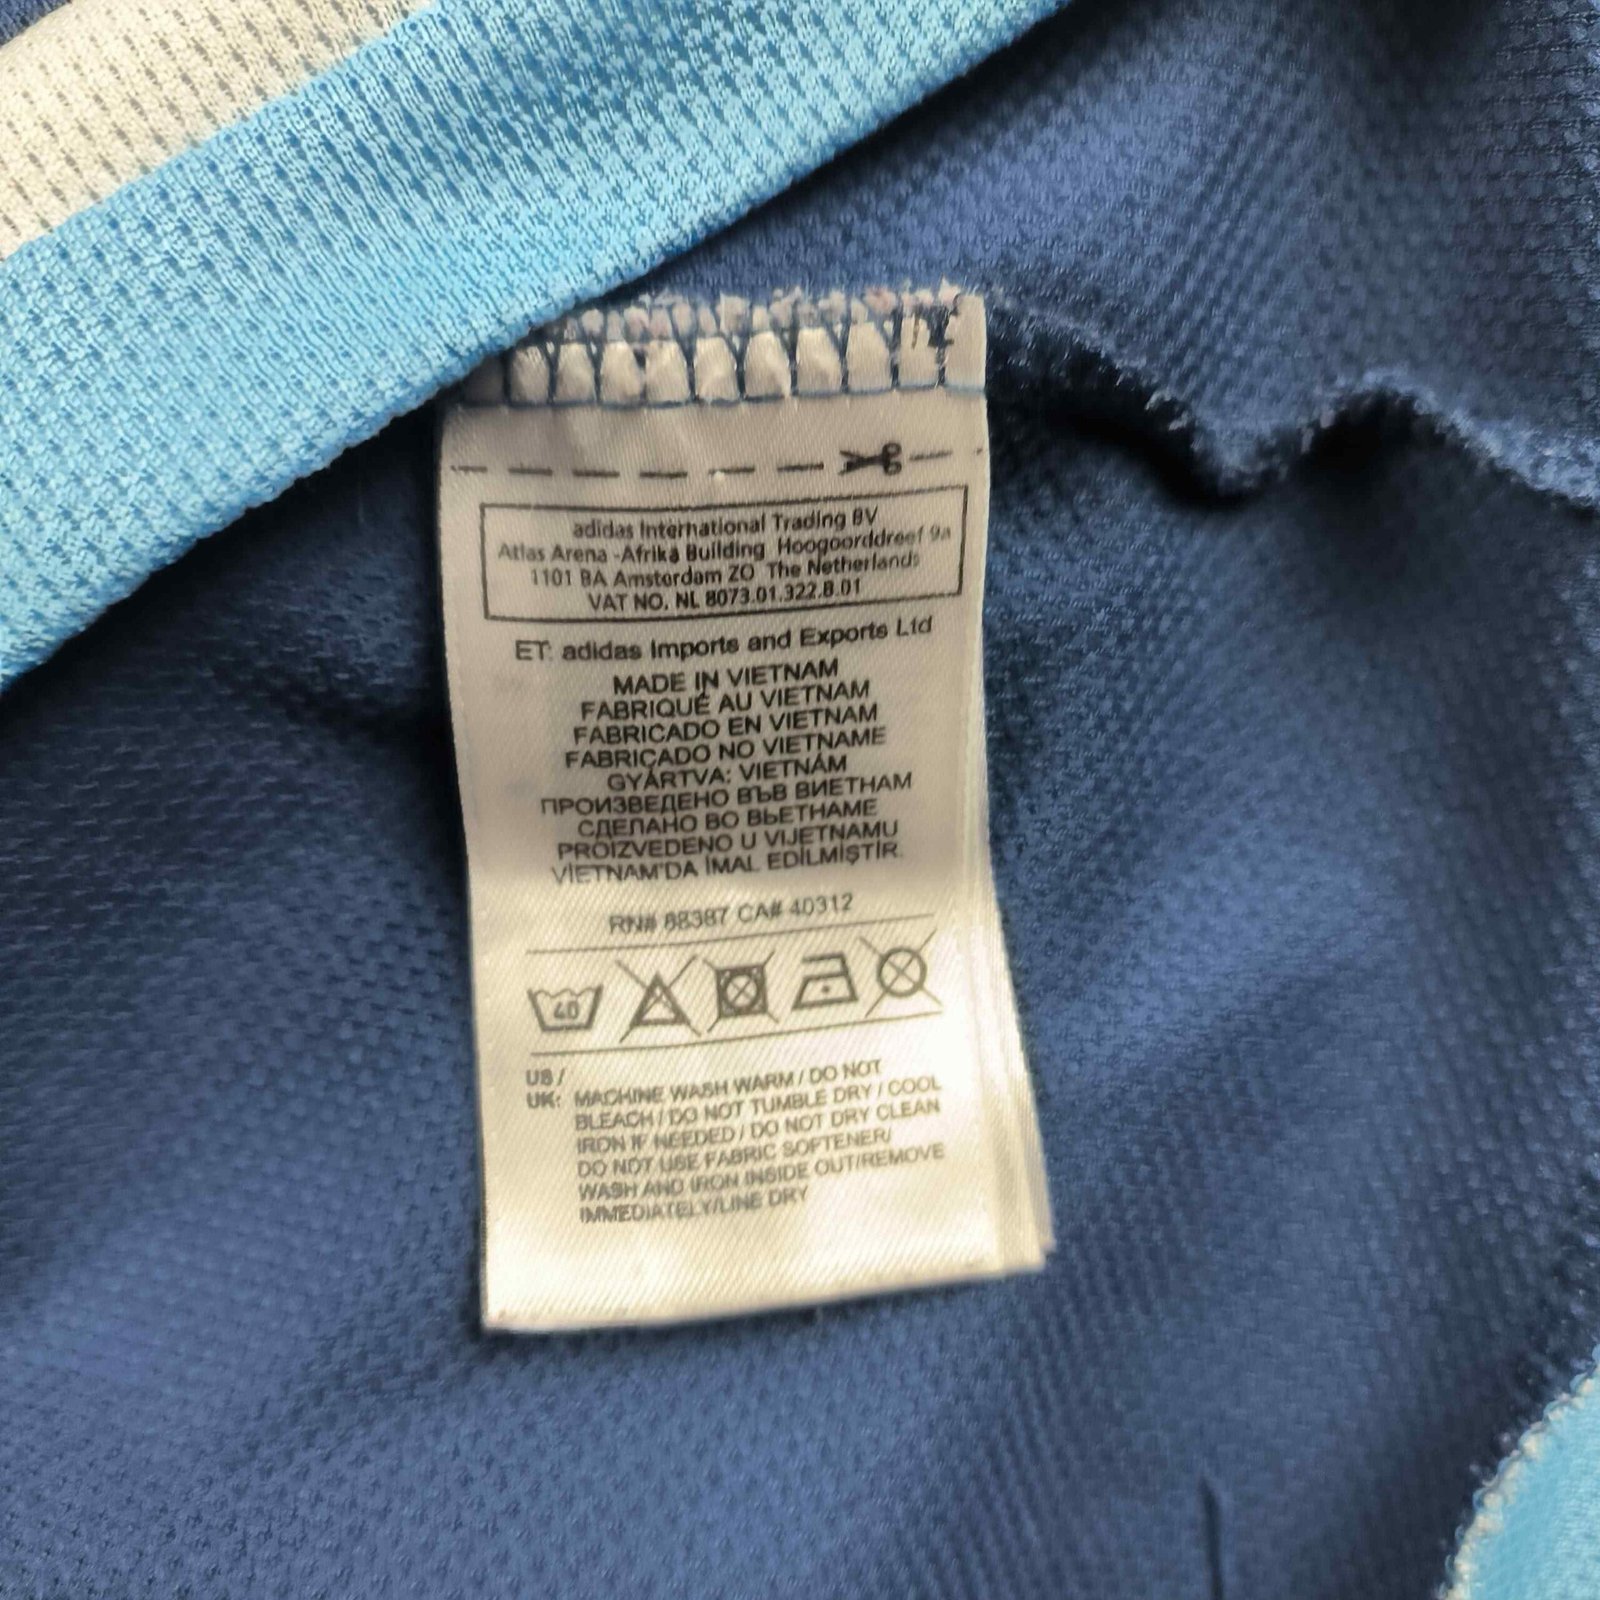 adidas International Trading BV
Atlas Arena -Afrika Building Hoogoorddreef 9a
1101 BA Amsterdam ZO The Netherlands
VAT NO. NL 8073.01.322.B.01
ET: adidas Imports and Exports Ltd
MADE IN VIETNAM
FABRIQUÉ AU VIETNAM
FABRICADO EN VIETNAM
FABRICADO NO VIETNAME
GYÁRTVA: VIETNÁM
ПРОИЗВЕДЕНО ВЪВ ВИЕТНАМ
СДЕЛАНО ВО ВЬЕТНАМЕ
PROIZVEDENO U VIJETNAMU
VİETNAM'DA İMAL EDİLMİŞTİR.
RN# 88387 CA# 40312
40
US /
UK: MACHINE WASH WARM / DO NOT
BLEACH / DO NOT TUMBLE DRY / COOL
IRON IF NEEDED / DO NOT DRY CLEAN
DO NOT USE FABRIC SOFTENER/
WASH AND IRON INSIDE OUT/REMOVE
IMMEDIATELY/LINE DRY